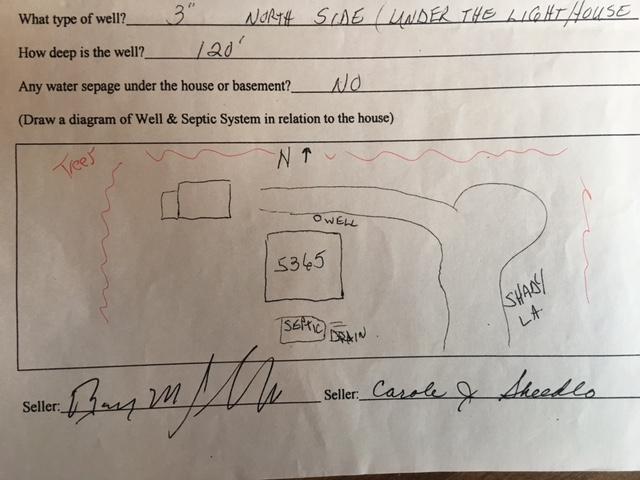 What type of well? 3" NORTH SIDE (UNDER THE LIGHTHOUSE
How deep is the well? 120'
Any water sepage under the house or basement? NO
(Draw a diagram of Well & Septic System in relation to the house)
Trees
N ↑
O WELL
5365
SHADY
LA.
SEPTIC
DRAIN
Seller:
Seller: Carole J Sheedlo